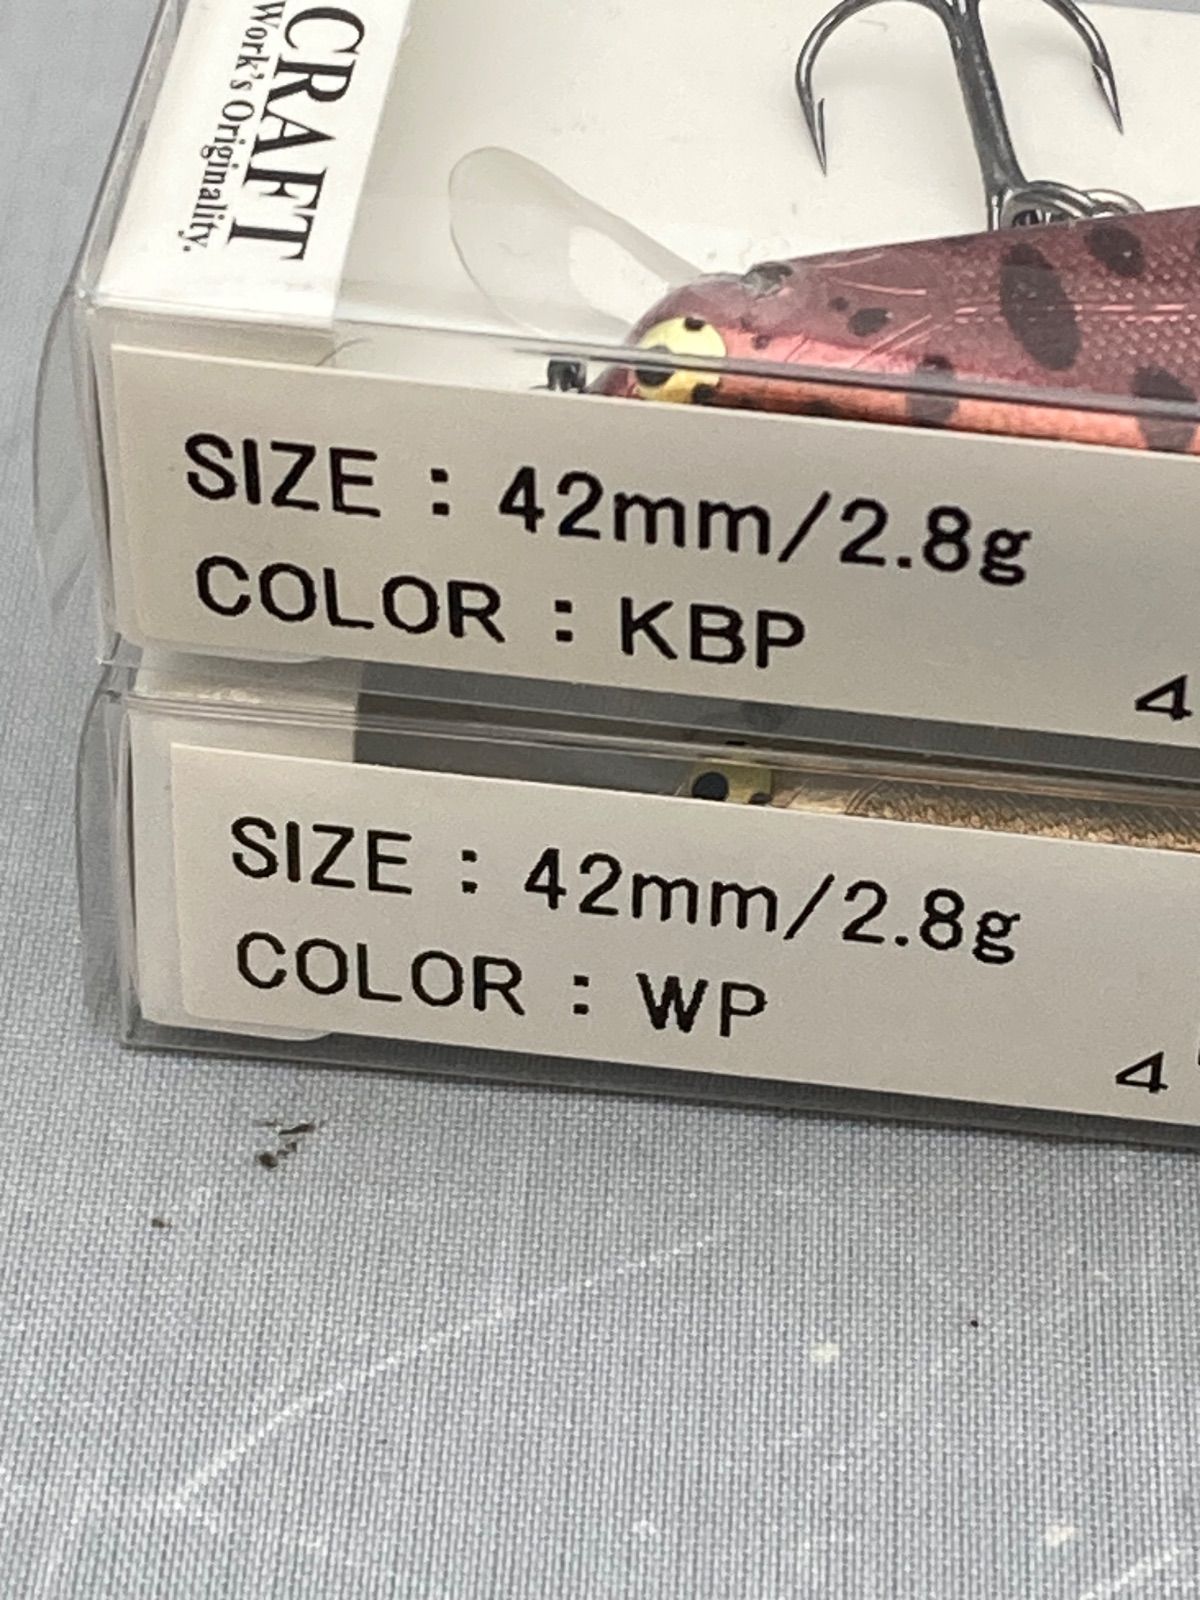 CRAFT
Work's Originality.
SIZE : 42mm/2.8g
COLOR : KBP
4
SIZE : 42mm/2.8g
COLOR : WP
4